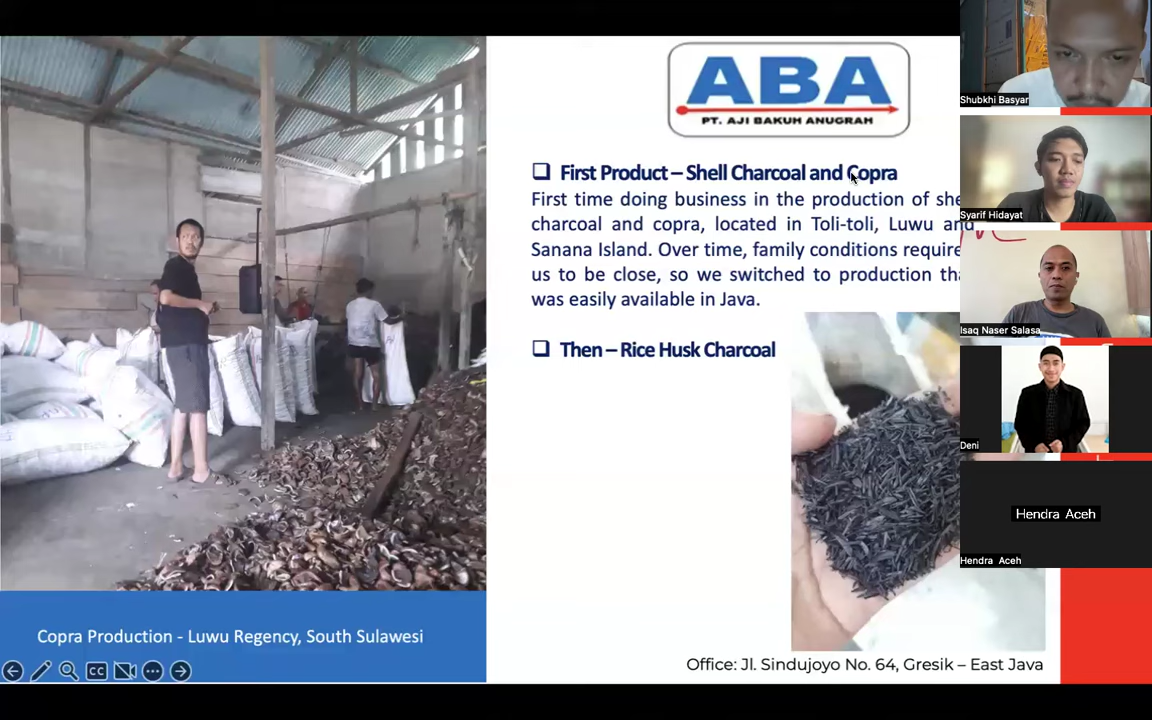 ABA
PT. AJI BAKUH ANUGRAH
First Product – Shell Charcoal and Copra
First time doing business in the production of
charcoal and copra, located in Toli-toli, Luwu and
Sanana Island. Over time, family conditions
us to be close, so we switched to production
was easily available in Java.
Then – Rice Husk Charcoal
Copra Production - Luwu Regency, South Sulawesi
CC
Office: Jl. Sindujoyo No. 64, Gresik – East Java
Shubkhi Basyar
Syarif Hidayat
Isaq Naser Salasa
Deni
Hendra Aceh
Hendra Aceh